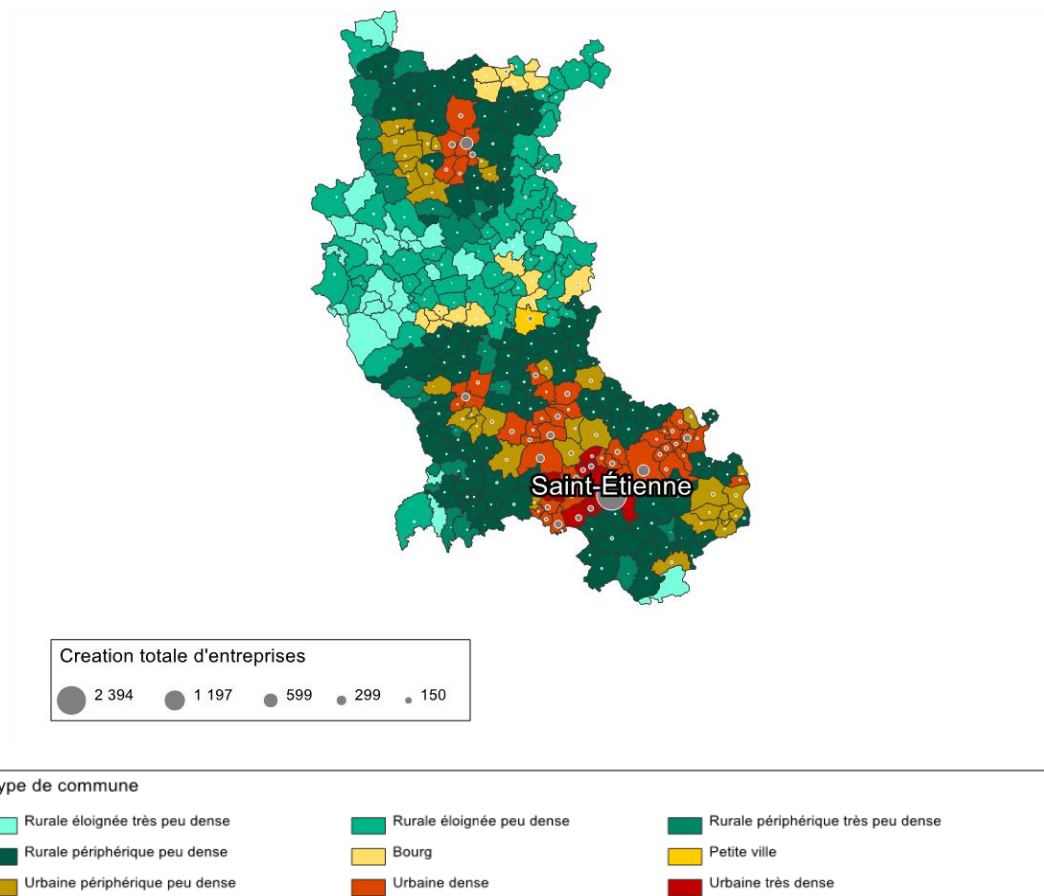 Saint-Étienne
Creation totale d'entreprises
2 394 1 197 599 299 150
ype de commune
Rurale éloignée très peu dense Rurale éloignée peu dense Rurale périphérique très peu dense
Rurale périphérique peu dense Bourg Petite ville
Urbaine périphérique peu dense Urbaine dense Urbaine très dense